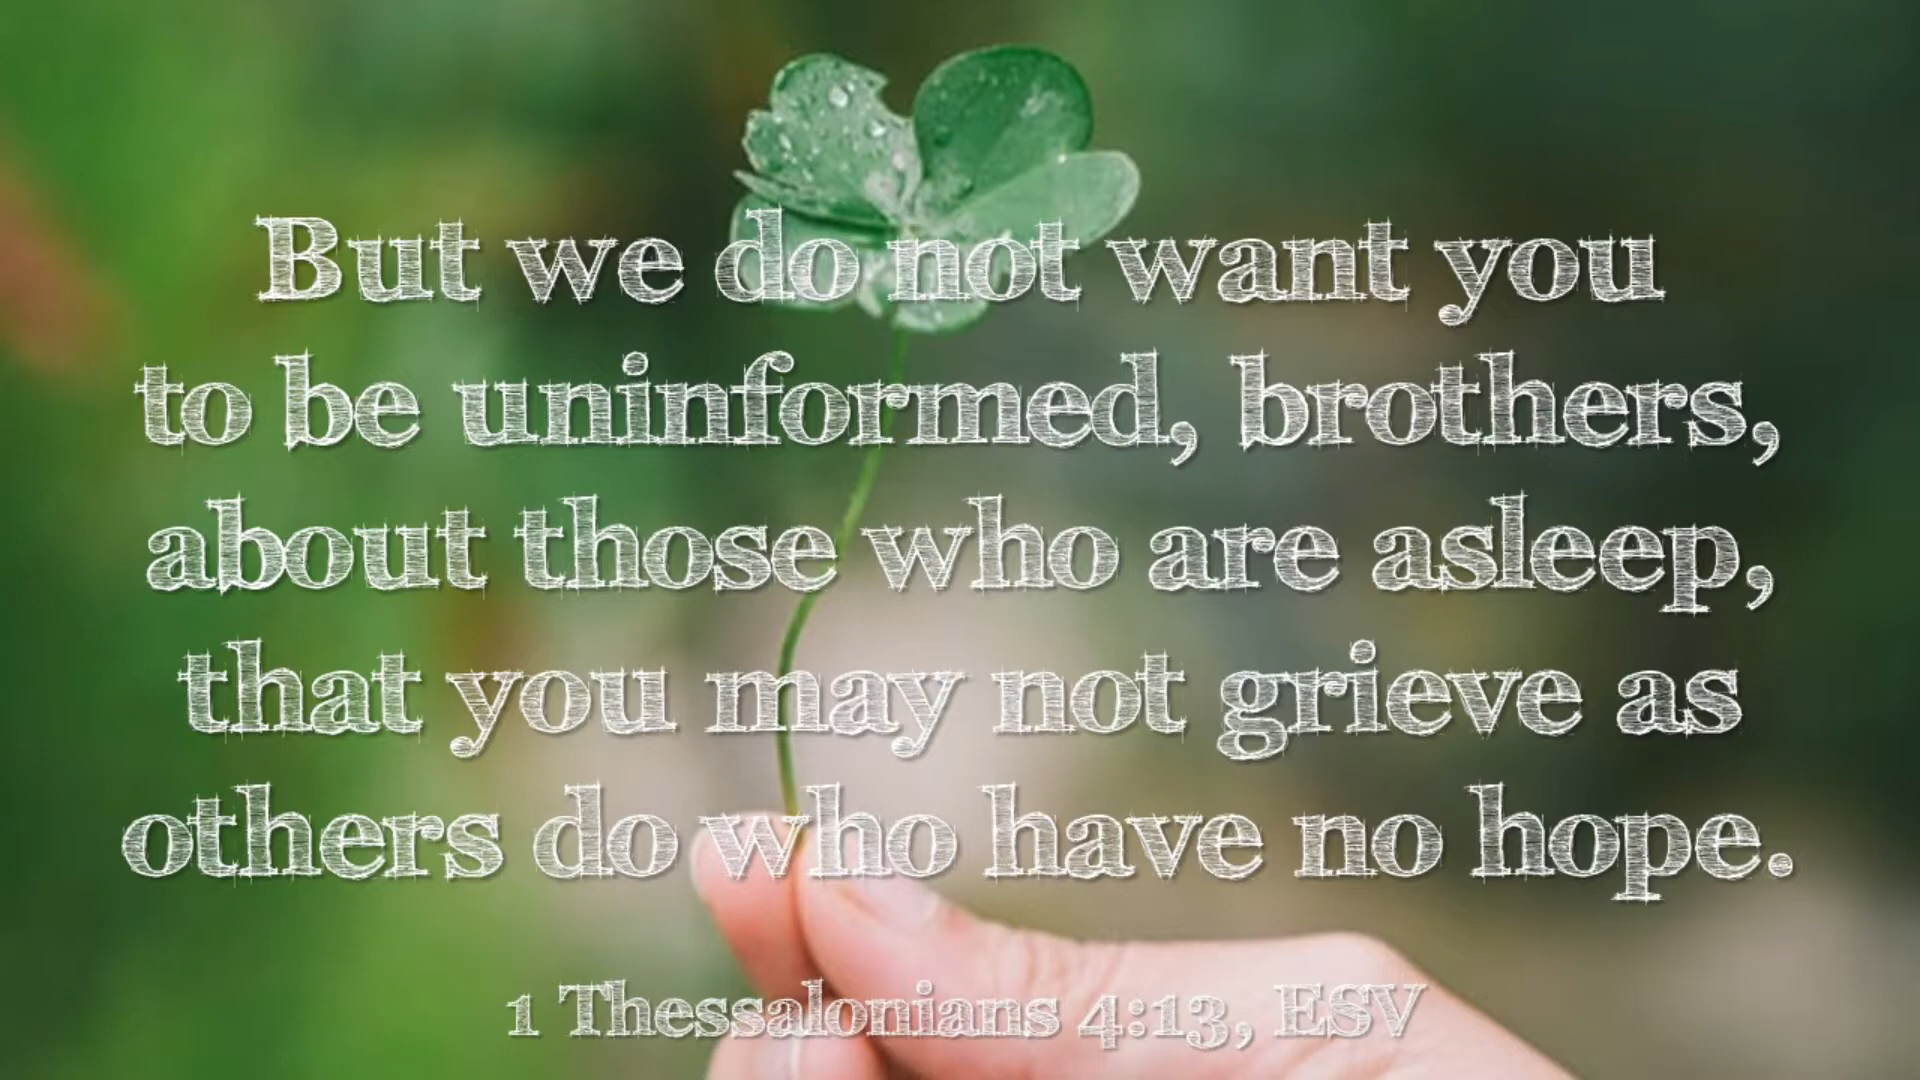 But we do not want you
to be uninformed, brothers,
about those who are asleep,
that you may not grieve as
others do who have no hope.
1 Thessalonians 4:13, ESV